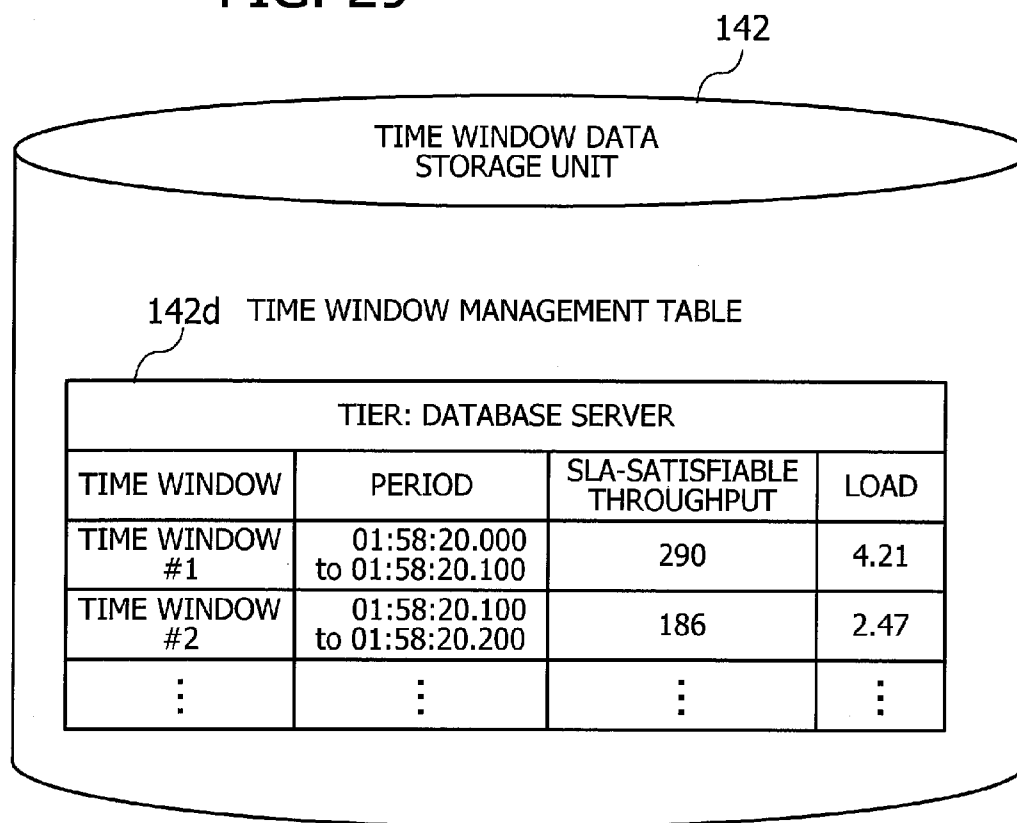 FIG. 29
142
TIME WINDOW DATA
STORAGE UNIT
142d TIME WINDOW MANAGEMENT TABLE
TIER: DATABASE SERVER
TIME WINDOW PERIOD SLA-SATISFIABLE THROUGHPUT LOAD
TIME WINDOW #1 01:58:20.000 to 01:58:20.100 290 4.21
TIME WINDOW #2 01:58:20.100 to 01:58:20.200 186 2.47
⋮ ⋮ ⋮ ⋮